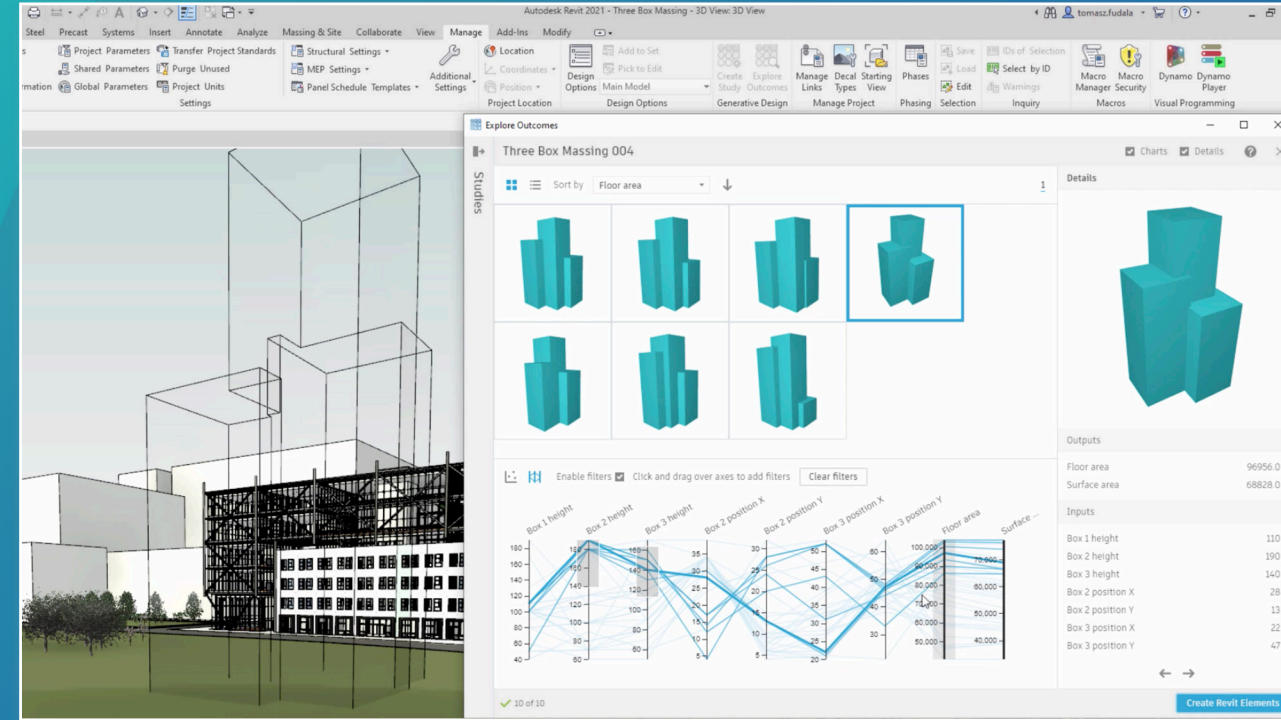 Autodesk Revit 2021 - Three Box Massing - 3D View: 3D View
tomasz.fudala
Steel Precast Systems Insert Annotate Analyze Massing & Site Collaborate View Manage Add-Ins Modify
Project Parameters Transfer Project Standards Structural Settings Location Add to Set Save IDs of Selection
Shared Parameters Purge Unused MEP Settings Coordinates Pick to Edit Load Select by ID
Global Parameters Project Units Panel Schedule Templates Additional Settings Position Design Options Main Model Create Study Explore Outcomes Manage Links Decal Types Starting View Phases Edit Warnings Macro Manager Macro Security Dynamo Dynamo Player
Settings Project Location Design Options Generative Design Manage Project Phasing Selection Inquiry Macros Visual Programming
Explore Outcomes
Three Box Massing 004
Charts Details
Studies
Sort by Floor area
1
Details
Outputs
Floor area 96956.0
Surface area 68828.0
Inputs
Box 1 height 110
Box 2 height 190
Box 3 height 140
Box 2 position X 28
Box 2 position Y 13
Box 3 position X 22
Box 3 position Y 47
Enable filters Click and drag over axes to add filters Clear filters
Box 1 height Box 2 height Box 3 height Box 2 position X Box 2 position Y Box 3 position X Box 3 position Y Floor area Surface ...
10 of 10
Create Revit Elements